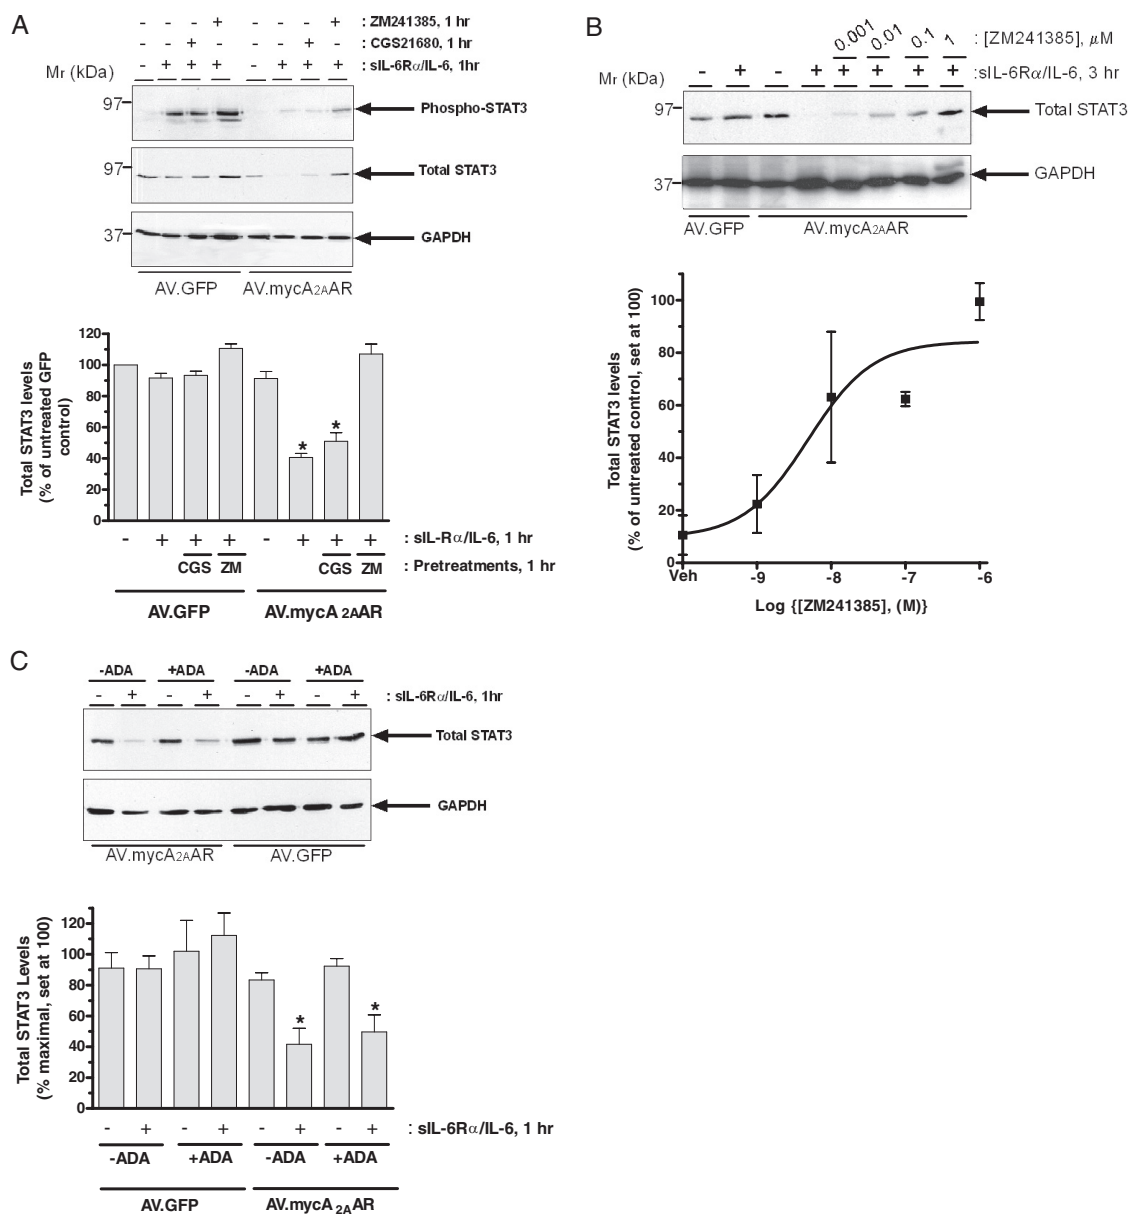 A
- - - + - - - + : ZM241385, 1 hr
- - + - - - + - : CGS21680, 1 hr
- + + + - + + + : sIL-6Rα/IL-6, 1hr
Mr (kDa)
97
Phospho-STAT3
97
Total STAT3
37
GAPDH
AV.GFP AV.mycA2AAR
Total STAT3 levels
(% of untreated GFP
control)
120
100
80
60
40
20
0
* *
- + + + - + + + : sIL-Rα/IL-6, 1 hr
CGS ZM CGS ZM : Pretreatments, 1 hr
AV.GFP AV.mycA 2AAR
B
0.001 0.01 0.1 1 : [ZM241385], μM
Mr (kDa)
- + - + + + + + :sIL-6Rα/IL-6, 3 hr
97
Total STAT3
37
GAPDH
AV.GFP AV.mycA2AAR
Total STAT3 levels
(% of untreated control, set at 100)
100
80
60
40
20
0
Veh -9 -8 -7 -6
Log {[ZM241385], (M)}
C
-ADA +ADA -ADA +ADA
- + - + - + - + : sIL-6Rα/IL-6, 1hr
Total STAT3
GAPDH
AV.mycA2AAR AV.GFP
Total STAT3 Levels
(% maximal, set at 100)
120
100
80
60
40
20
0
* *
- + - + - + - + : sIL-6Rα/IL-6, 1 hr
-ADA +ADA -ADA +ADA
AV.GFP AV.mycA 2AAR